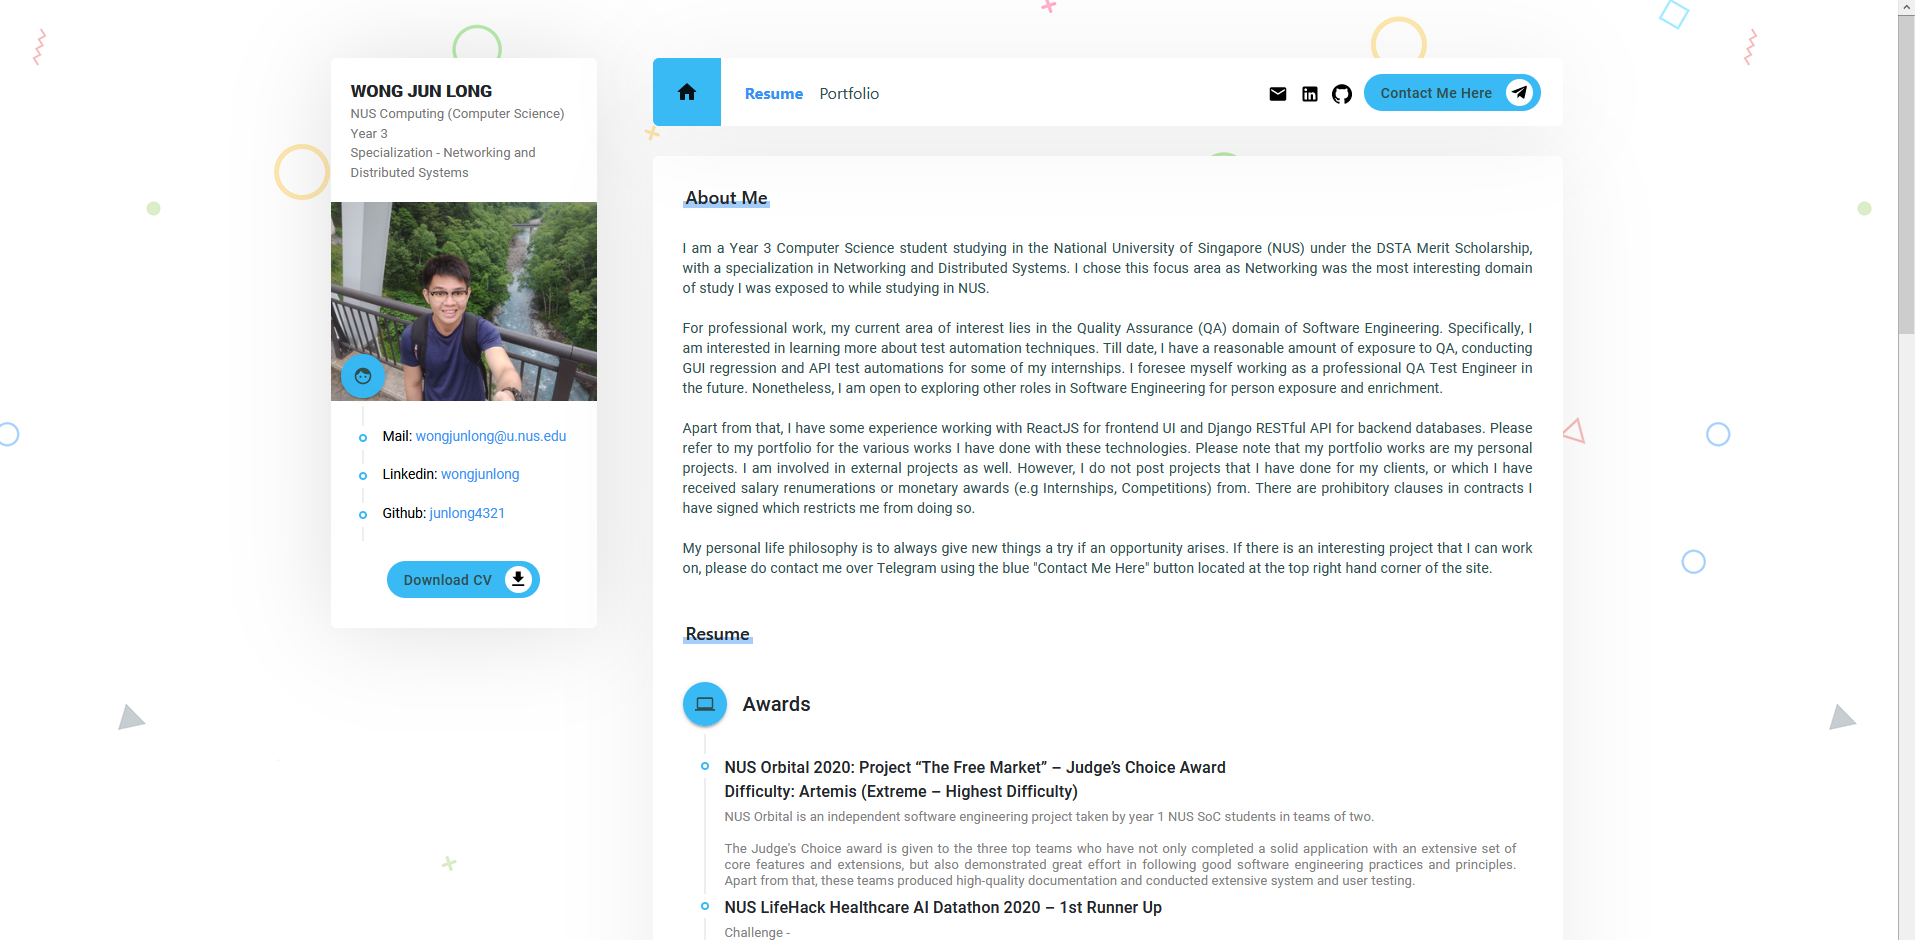 WONG JUN LONG
NUS Computing (Computer Science)
Year 3
Specialization - Networking and
Distributed Systems
Mail: wongjunlong@u.nus.edu
Linkedin: wongjunlong
Github: junlong4321
Download CV
Resume
Portfolio
Contact Me Here
About Me
I am a Year 3 Computer Science student studying in the National University of Singapore (NUS) under the DSTA Merit Scholarship,
with a specialization in Networking and Distributed Systems. I chose this focus area as Networking was the most interesting domain
of study I was exposed to while studying in NUS.
For professional work, my current area of interest lies in the Quality Assurance (QA) domain of Software Engineering. Specifically, I
am interested in learning more about test automation techniques. Till date, I have a reasonable amount of exposure to QA, conducting
GUI regression and API test automations for some of my internships. I foresee myself working as a professional QA Test Engineer in
the future. Nonetheless, I am open to exploring other roles in Software Engineering for person exposure and enrichment.
Apart from that, I have some experience working with ReactJS for frontend UI and Django RESTful API for backend databases. Please
refer to my portfolio for the various works I have done with these technologies. Please note that my portfolio works are my personal
projects. I am involved in external projects as well. However, I do not post projects that I have done for my clients, or which I have
received salary renumerations or monetary awards (e.g Internships, Competitions) from. There are prohibitory clauses in contracts I
have signed which restricts me from doing so.
My personal life philosophy is to always give new things a try if an opportunity arises. If there is an interesting project that I can work
on, please do contact me over Telegram using the blue "Contact Me Here" button located at the top right hand corner of the site.
Resume
Awards
NUS Orbital 2020: Project “The Free Market” – Judge’s Choice Award
Difficulty: Artemis (Extreme – Highest Difficulty)
NUS Orbital is an independent software engineering project taken by year 1 NUS SoC students in teams of two.
The Judge's Choice award is given to the three top teams who have not only completed a solid application with an extensive set of
core features and extensions, but also demonstrated great effort in following good software engineering practices and principles.
Apart from that, these teams produced high-quality documentation and conducted extensive system and user testing.
NUS LifeHack Healthcare AI Datathon 2020 – 1st Runner Up
Challenge -